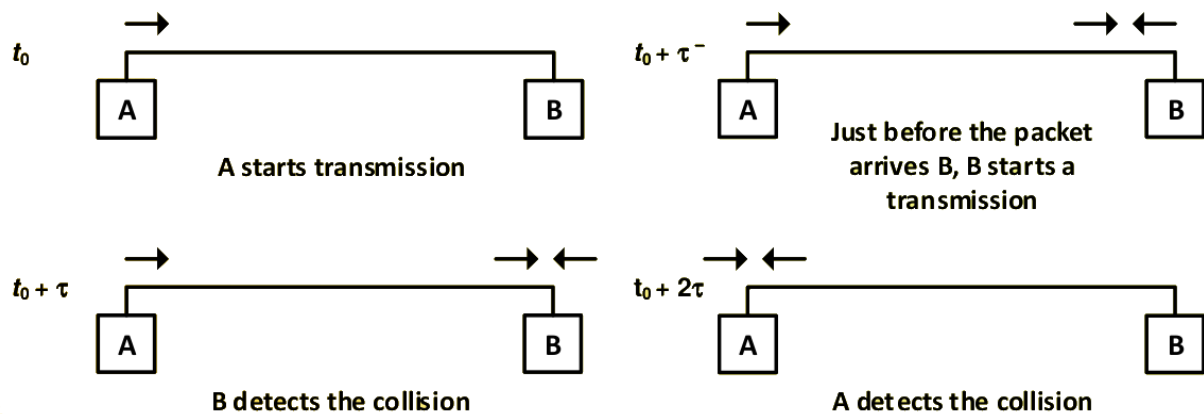 t₀
A
B
A starts transmission
t₀ + τ⁻
A
B
Just before the packet
arrives B, B starts a
transmission
t₀ + τ
A
B
B detects the collision
t₀ + 2τ
A
B
A detects the collision